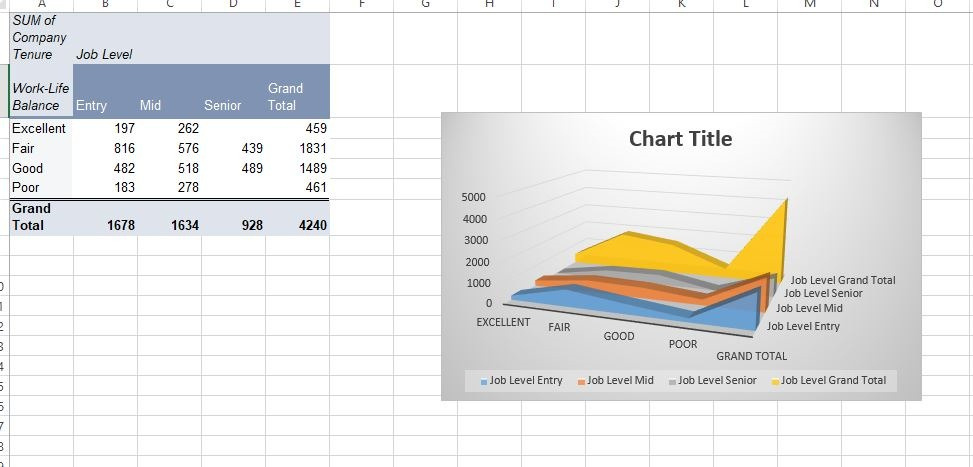 A B C D E F G H I J K L M N O
SUM of
Company
Tenure Job Level
Work-Life Grand
Balance Entry Mid Senior Total
Excellent 197 262 459
Fair 816 576 439 1831
Good 482 518 489 1489
Poor 183 278 461
Grand
Total 1678 1634 928 4240
Chart Title
5000
4000
3000
2000
1000
0
EXCELLENT
FAIR
GOOD
POOR
GRAND TOTAL
Job Level Grand Total
Job Level Senior
Job Level Mid
Job Level Entry
Job Level Entry Job Level Mid Job Level Senior Job Level Grand Total